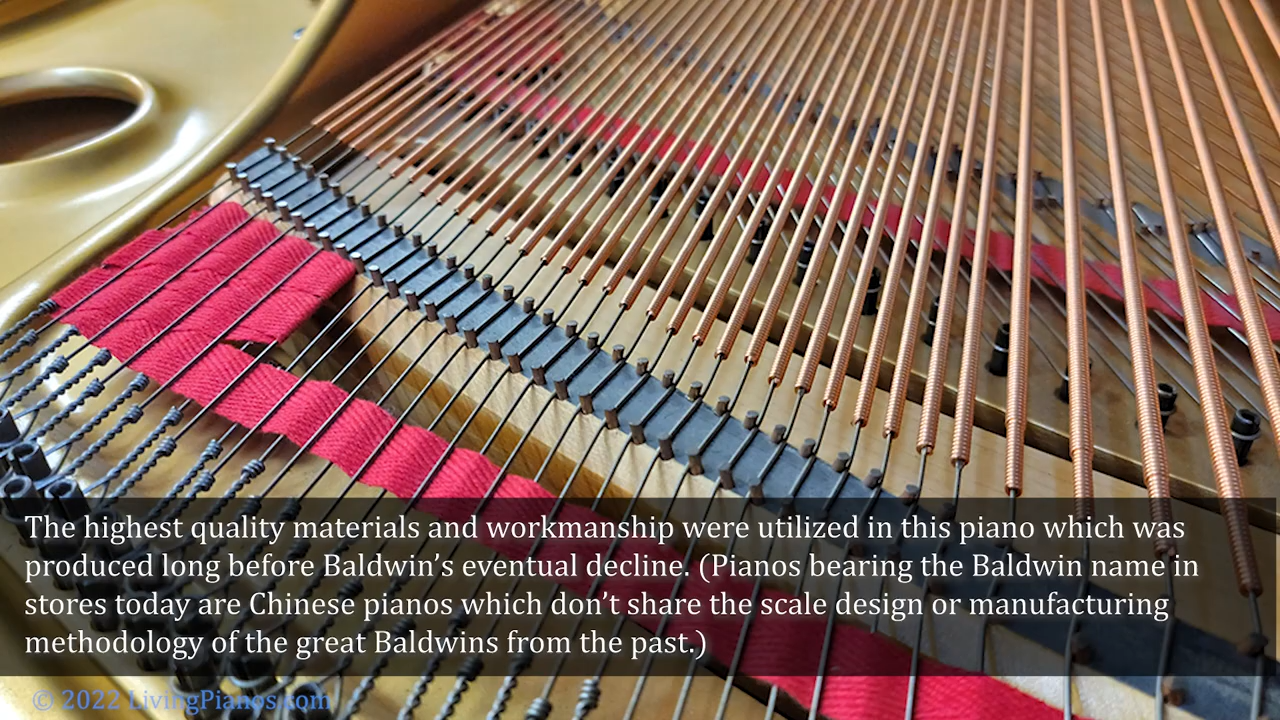 The highest quality materials and workmanship were utilized in this piano which was
produced long before Baldwin’s eventual decline. (Pianos bearing the Baldwin name in
stores today are Chinese pianos which don’t share the scale design or manufacturing
methodology of the great Baldwins from the past.)
© 2022 LivingPianos.com